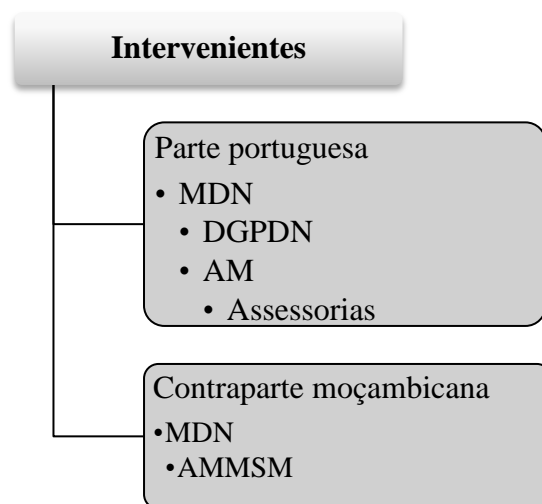 Intervenientes
Parte portuguesa
• MDN
• DGPDN
• AM
• Assessorias
Contraparte moçambicana
•MDN
•AMMSM